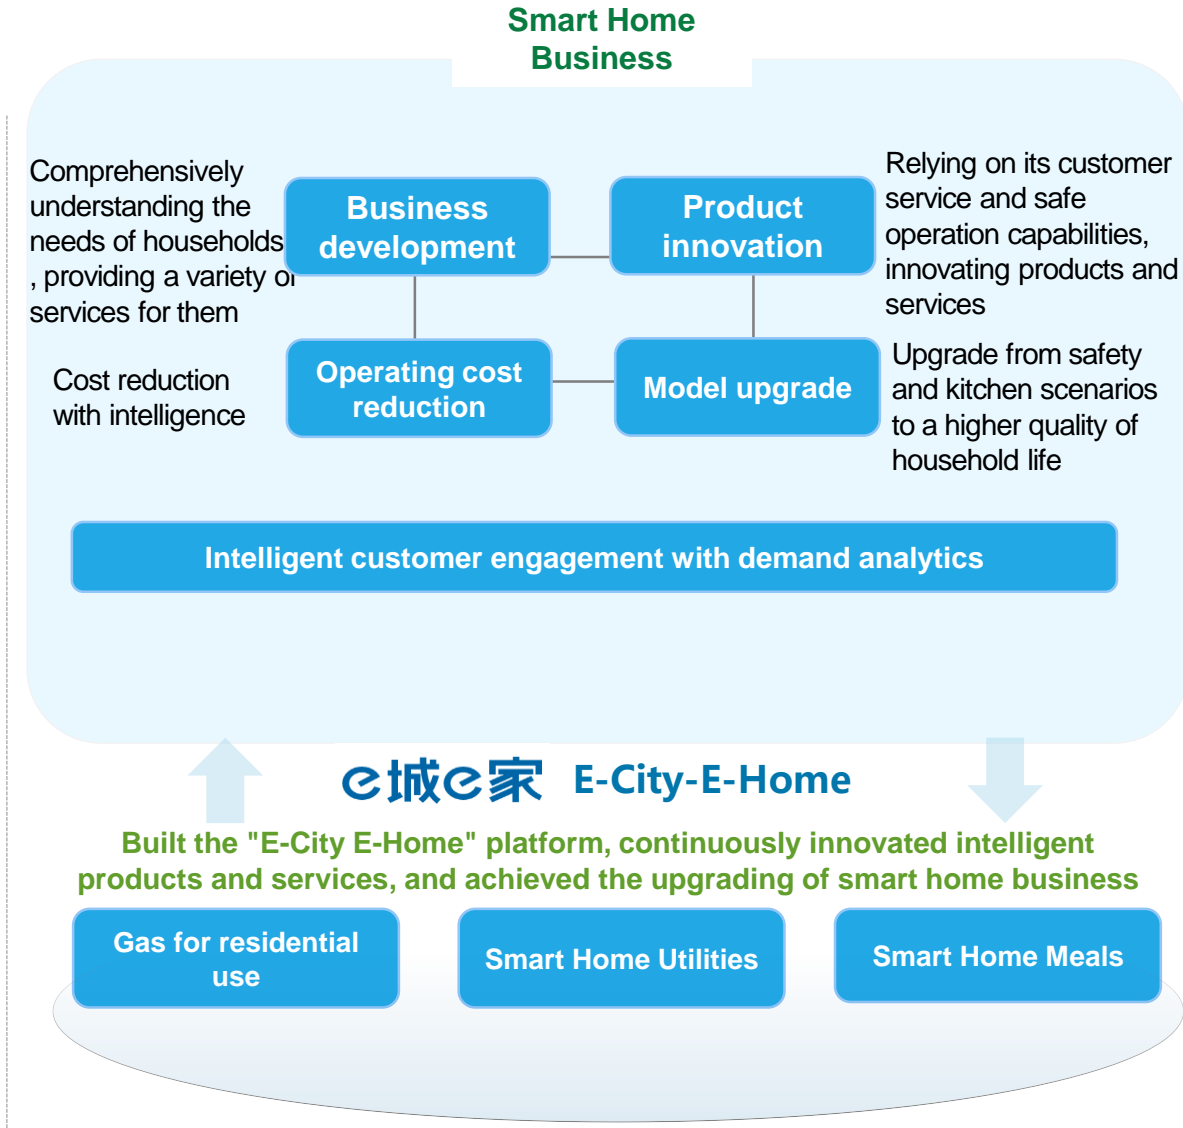 Smart Home
Business
Comprehensively
understanding the
needs of households
, providing a variety of
services for them
Business
development
Product
innovation
Relying on its customer
service and safe
operation capabilities,
innovating products and
services
Cost reduction
with intelligence
Operating cost
reduction
Model upgrade
Upgrade from safety
and kitchen scenarios
to a higher quality of
household life
Intelligent customer engagement with demand analytics
e城e家 E-City-E-Home
Built the "E-City E-Home" platform, continuously innovated intelligent
products and services, and achieved the upgrading of smart home business
Gas for residential
use
Smart Home Utilities
Smart Home Meals